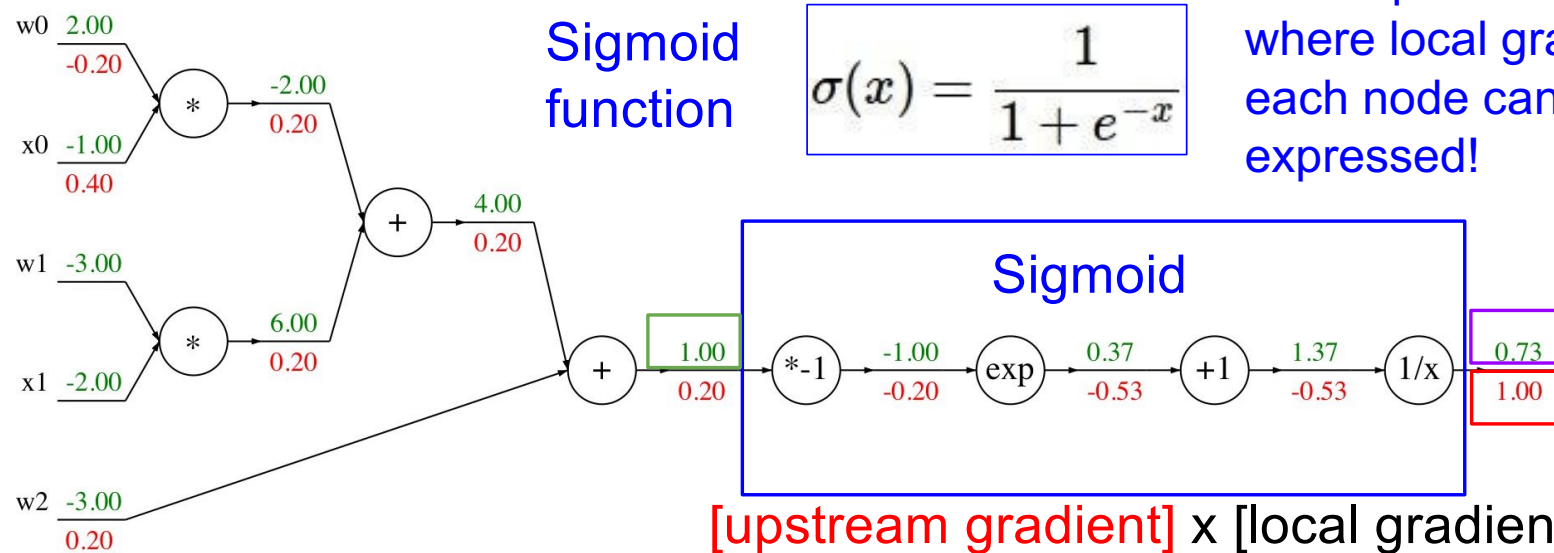 w0 2.00
-0.20
*
-2.00
0.20
x0 -1.00
0.40
Sigmoid
function
σ(x) = 1 / (1 + e^{-x})
where local gra
each node can
expressed!
+
4.00
0.20
w1 -3.00
*
6.00
0.20
x1 -2.00
w2 -3.00
0.20
+
1.00
0.20
Sigmoid
*-1
-1.00
-0.20
exp
0.37
-0.53
+1
1.37
-0.53
1/x
0.73
1.00
[upstream gradient] x [local gradien